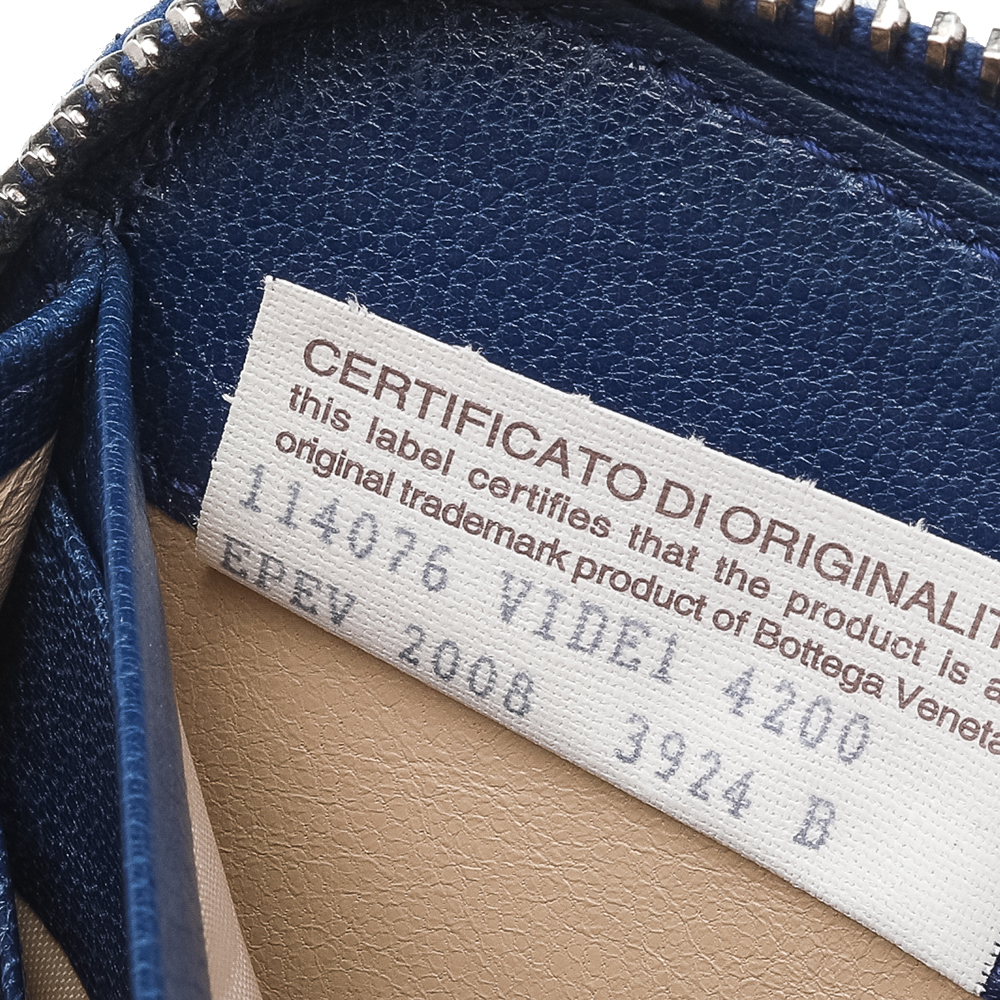 CERTIFICATO DI ORIGINALIT
this label certifies that the product is a
original trademark product of Bottega Veneta
114076 VIDE1 4200
EPEV 2008 3924 B